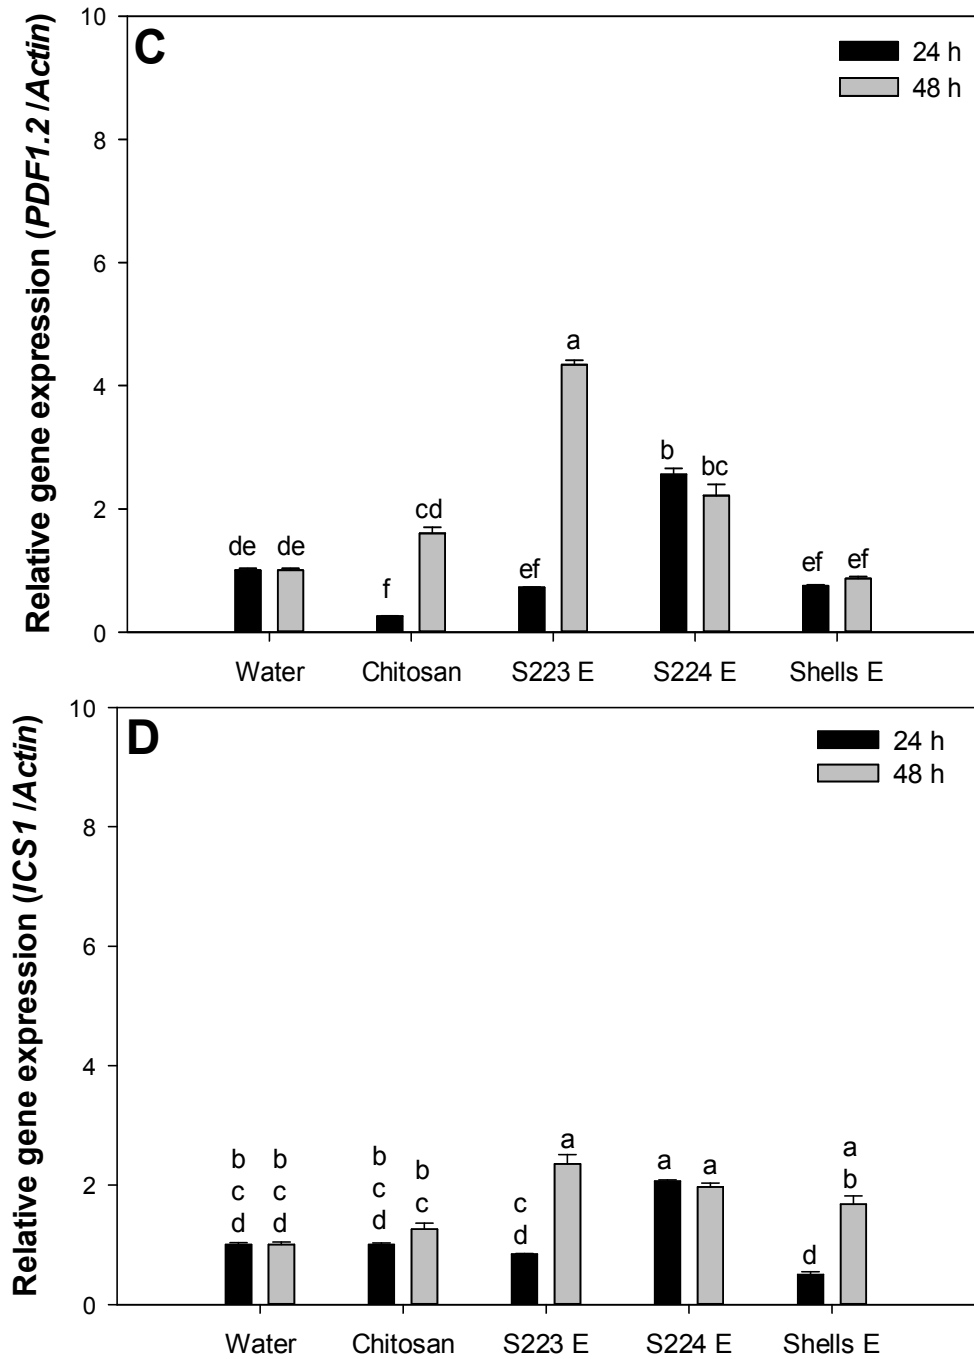 C
24 h
48 h
Relative gene expression (PDF1.2 /Actin)
10
8
6
4
2
0
de
de
f
cd
ef
a
b
bc
ef
ef
Water
Chitosan
S223 E
S224 E
Shells E
D
24 h
48 h
Relative gene expression (ICS1 /Actin)
10
8
6
4
2
0
b
c
d
b
c
d
b
c
d
b
c
c
d
a
a
a
d
a
b
Water
Chitosan
S223 E
S224 E
Shells E